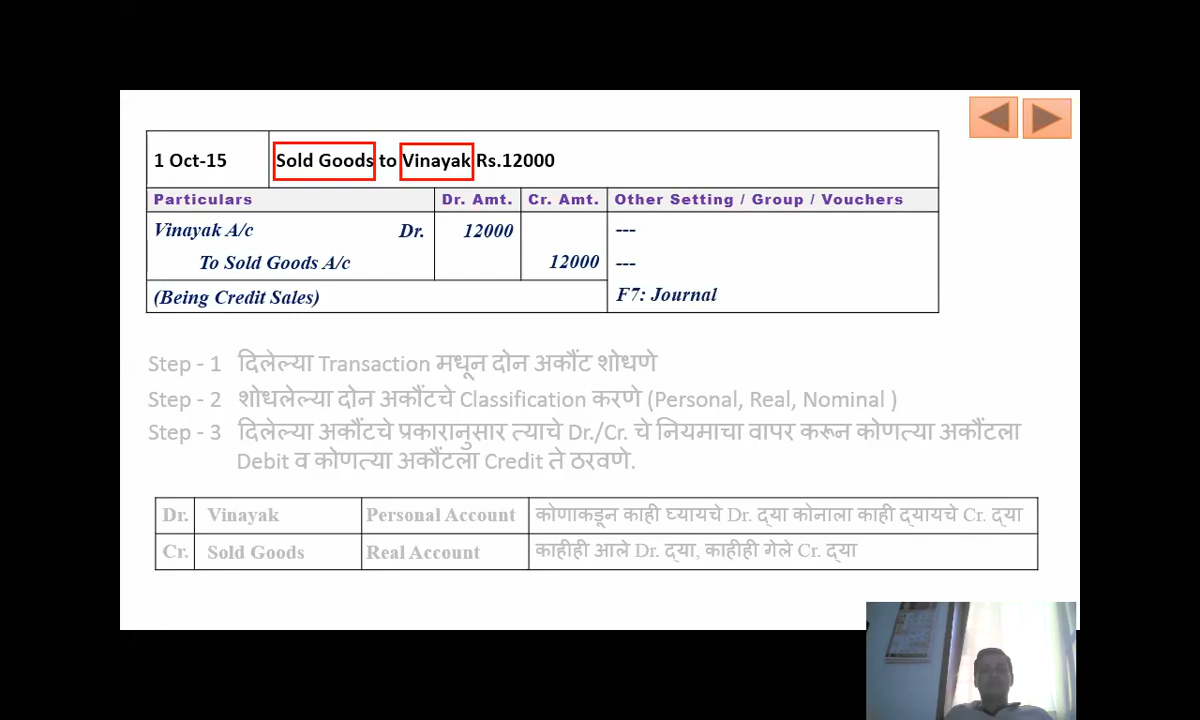 1 Oct-15 Sold Goods to Vinayak Rs.12000
Particulars Dr. Amt. Cr. Amt. Other Setting / Group / Vouchers
Vinayak A/c Dr. 12000 ---
To Sold Goods A/c 12000 ---
(Being Credit Sales) F7: Journal
Step - 1 दिलेल्या Transaction मधून दोन अकौंट शोधणे
Step - 2 शोधलेल्या दोन अकौंटचे Classification करणे (Personal, Real, Nominal )
Step - 3 दिलेल्या अकौंटचे प्रकारानुसार त्याचे Dr./Cr. चे नियमाचा वापर करून कोणत्या अकौंटला
Debit व कोणत्या अकौंटला Credit ते ठरवणे.
Dr. Vinayak Personal Account कोणाकडून काही घ्यायचे Dr. द्या कोनाला काही द्यायचे Cr. द्या
Cr. Sold Goods Real Account काहीही आले Dr. द्या, काहीही गेले Cr. द्या